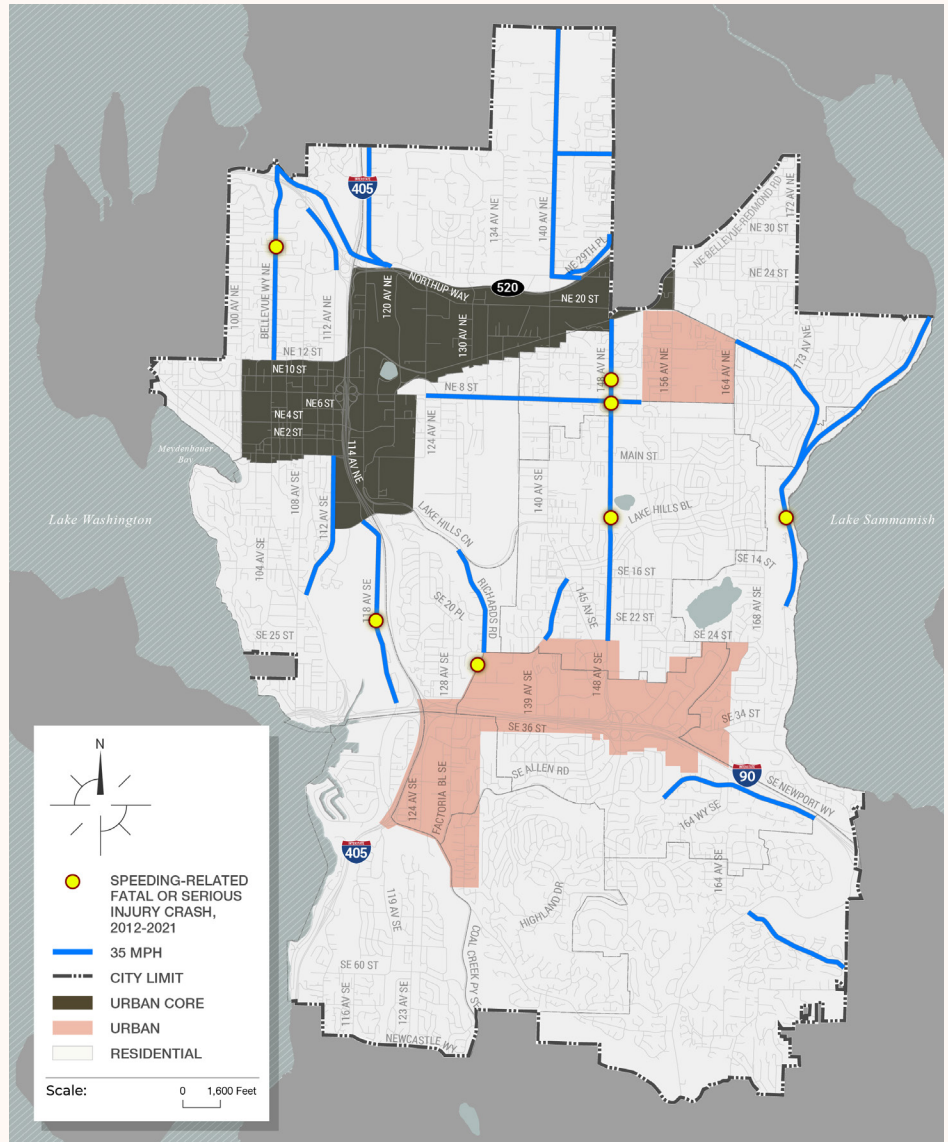 INTERSTATE
405
134 AV NE
140 AV NE
172 AV NE
NE BELLEVUE-REDMOND RD
NE 30 ST
NE 24 ST
NE 29TH PL
100 AV NE
BELLEVUE WY NE
112 AV NE
120 AV NE
NORTHUP WAY
520
NE 20 ST
130 AV NE
148 AV NE
156 AV NE
164 AV NE
173 AV NE
NE 12 ST
NE10 ST
NE 8 ST
NE6 ST
NE4 ST
NE2 ST
124 AV NE
114 AV NE
MAIN ST
Meydenbauer
Bay
Lake Washington
108 AV SE
112 AV SE
104 AV SE
140 AV SE
LAKE HILLS CN
LAKE HILLS BL
Lake Sammamish
SE 14 ST
SE 16 ST
118 AV SE
SE 20 PL
RICHARDS RD
145 AV SE
SE 22 ST
168 AV SE
SE 25 ST
SE 24 ST
128 AV SE
139 AV SE
148 AV SE
SE 34 ST
SE 36 ST
SE ALLEN RD
INTERSTATE
90
SE NEWPORT WY
124 AV SE
FACTORIA BL SE
164 WY SE
INTERSTATE
405
164 AV SE
119 AV SE
HIGHLAND DR
COAL CREEK PY SE
SE 60 ST
116 AV SE
123 AV SE
NEWCASTLE WY
N
SPEEDING-RELATED
FATAL OR SERIOUS
INJURY CRASH,
2012-2021
35 MPH
CITY LIMIT
URBAN CORE
URBAN
RESIDENTIAL
Scale:
0 1,600 Feet